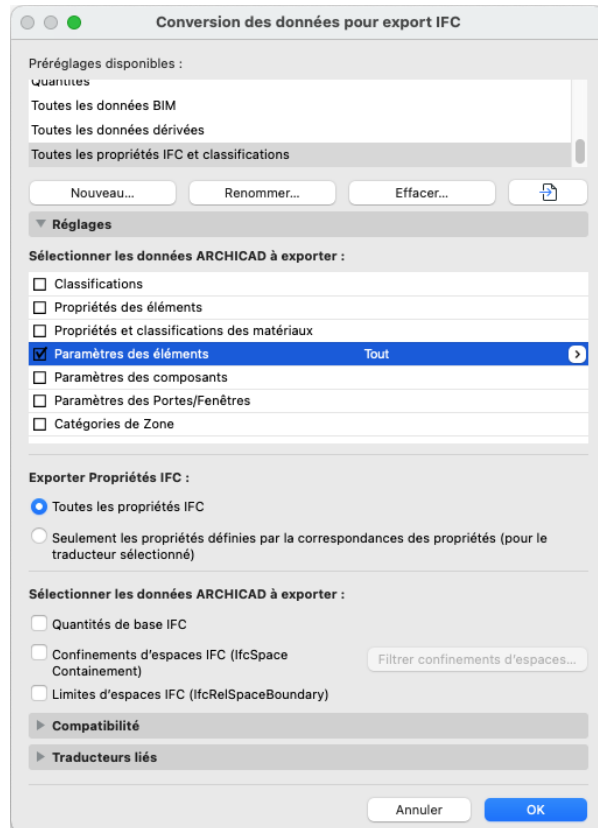 Conversion des données pour export IFC
Préréglages disponibles :
Quantités
Toutes les données BIM
Toutes les données dérivées
Toutes les propriétés IFC et classifications
Nouveau... Renommer... Effacer...
Réglages
Sélectionner les données ARCHICAD à exporter :
Classifications
Propriétés des éléments
Propriétés et classifications des matériaux
Paramètres des éléments Tout
Paramètres des composants
Paramètres des Portes/Fenêtres
Catégories de Zone
Exporter Propriétés IFC :
Toutes les propriétés IFC
Seulement les propriétés définies par la correspondances des propriétés (pour le
traducteur sélectionné)
Sélectionner les données ARCHICAD à exporter :
Quantités de base IFC
Confinements d'espaces IFC (IfcSpace
Containement)
Filtrer confinements d'espaces...
Limites d'espaces IFC (IfcRelSpaceBoundary)
Compatibilité
Traducteurs liés
Annuler OK